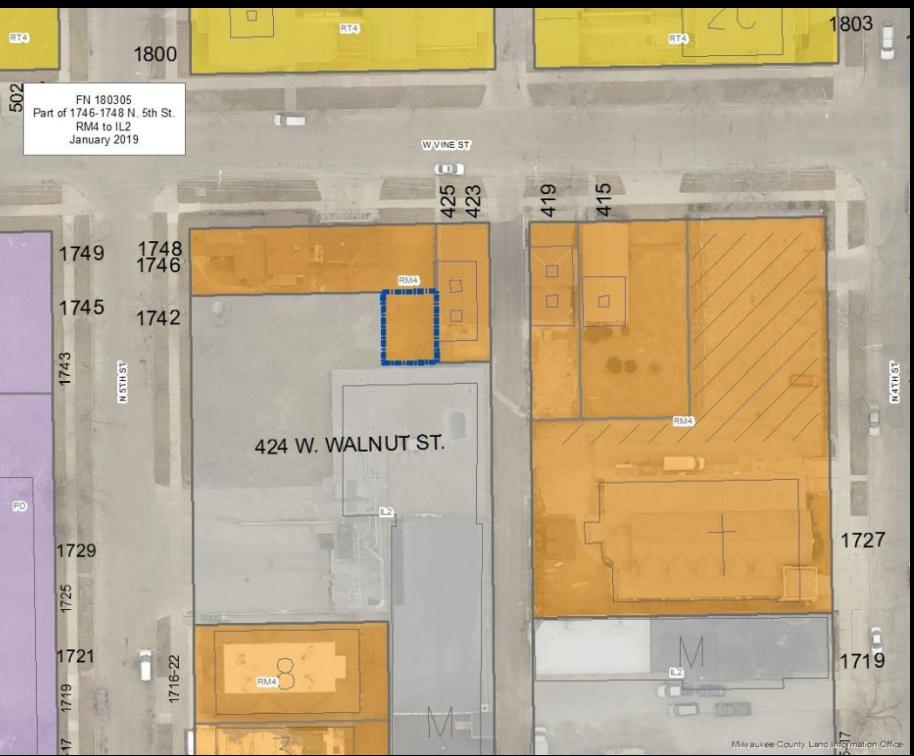 RT4
1800
RT4
RT4
20
1803
502
FN 180305
Part of 1746-1748 N. 5th St.
RM4 to IL2
January 2019
W VINE ST
425
423
419
415
1749
1748
1746
1745
1742
RM4
1743
N 5TH ST
N 4TH ST
424 W. WALNUT ST.
RM4
PD
IL2
1729
1727
1725
1721
1719
1716-22
RM4
8
M
IL2
1719
M
3
Milwaukee County Land Information Office